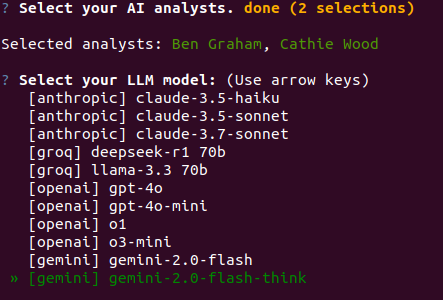 ? Select your AI analysts. done (2 selections)
Selected analysts: Ben Graham, Cathie Wood
? Select your LLM model: (Use arrow keys)
[anthropic] claude-3.5-haiku
[anthropic] claude-3.5-sonnet
[anthropic] claude-3.7-sonnet
[groq] deepseek-r1 70b
[groq] llama-3.3 70b
[openai] gpt-4o
[openai] gpt-4o-mini
[openai] o1
[openai] o3-mini
[gemini] gemini-2.0-flash
» [gemini] gemini-2.0-flash-think